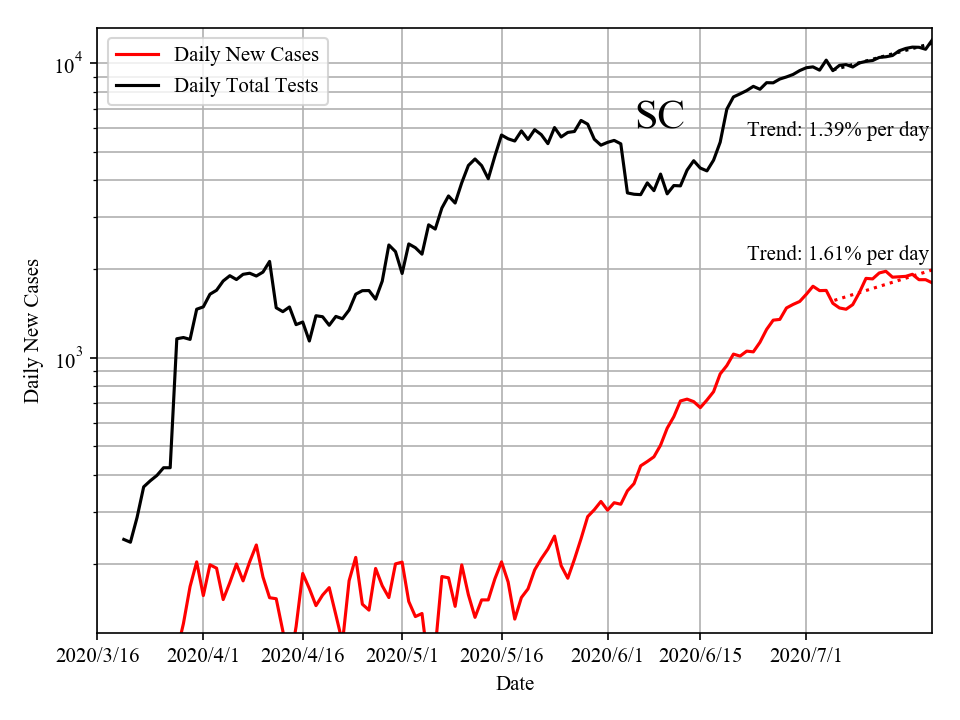 Daily New Cases
Daily Total Tests
10^4
SC
Trend: 1.39% per day
Trend: 1.61% per day
10^3
Daily New Cases
2020/3/16 2020/4/1 2020/4/16 2020/5/1 2020/5/16 2020/6/1 2020/6/15 2020/7/1
Date